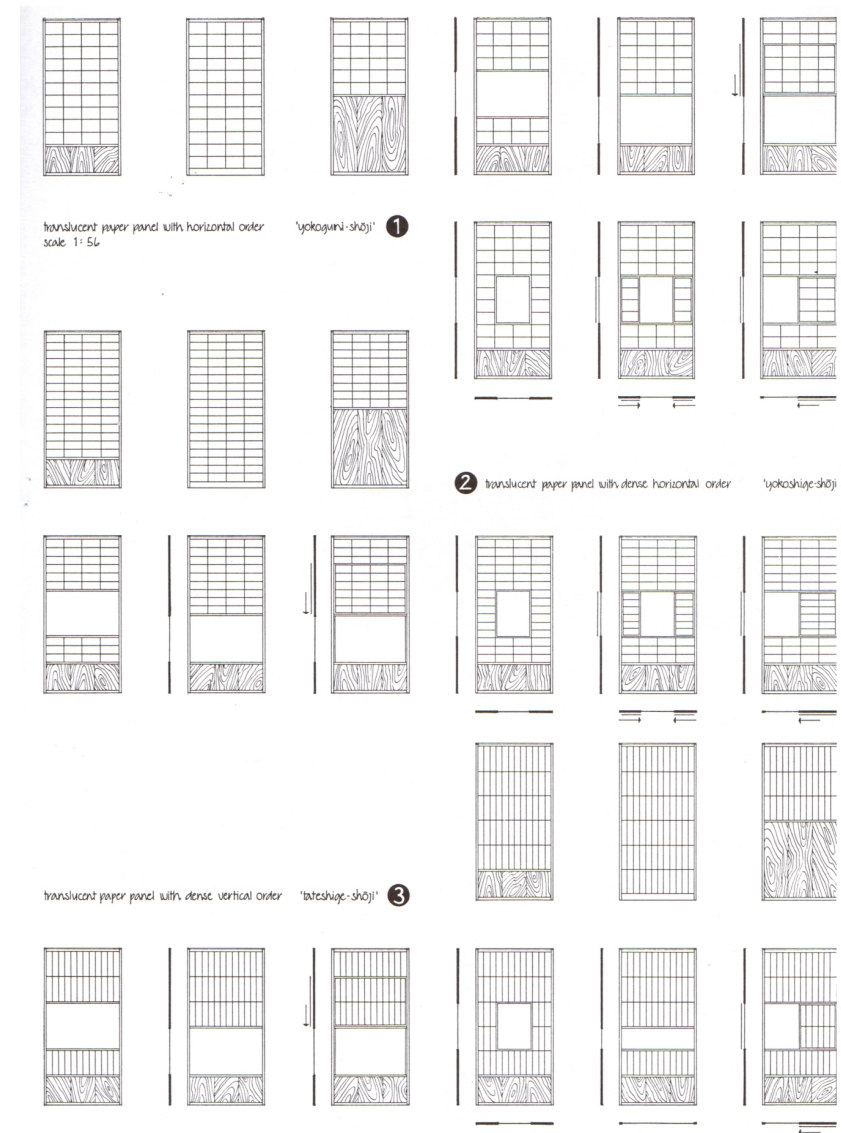 translucent paper panel with horizontal order 'yokoguni-shōji' 1
scale 1:56
2 translucent paper panel with dense horizontal order 'yokoshige-shōji
translucent paper panel with dense vertical order 'tateshige-shōji' 3